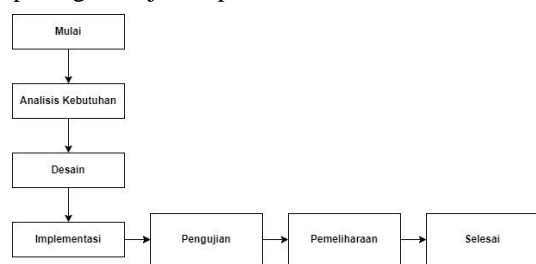 Mulai
Analisis Kebutuhan
Desain
Implementasi
Pengujian
Pemeliharaan
Selesai